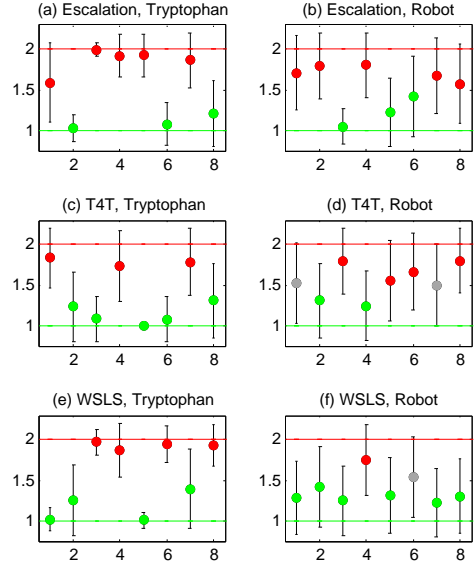 (a) Escalation, Tryptophan
(b) Escalation, Robot
2
1.5
1
2 4 6 8
2
1.5
1
2 4 6 8
(c) T4T, Tryptophan
(d) T4T, Robot
2
1.5
1
2 4 6 8
2
1.5
1
2 4 6 8
(e) WSLS, Tryptophan
(f) WSLS, Robot
2
1.5
1
2 4 6 8
2
1.5
1
2 4 6 8